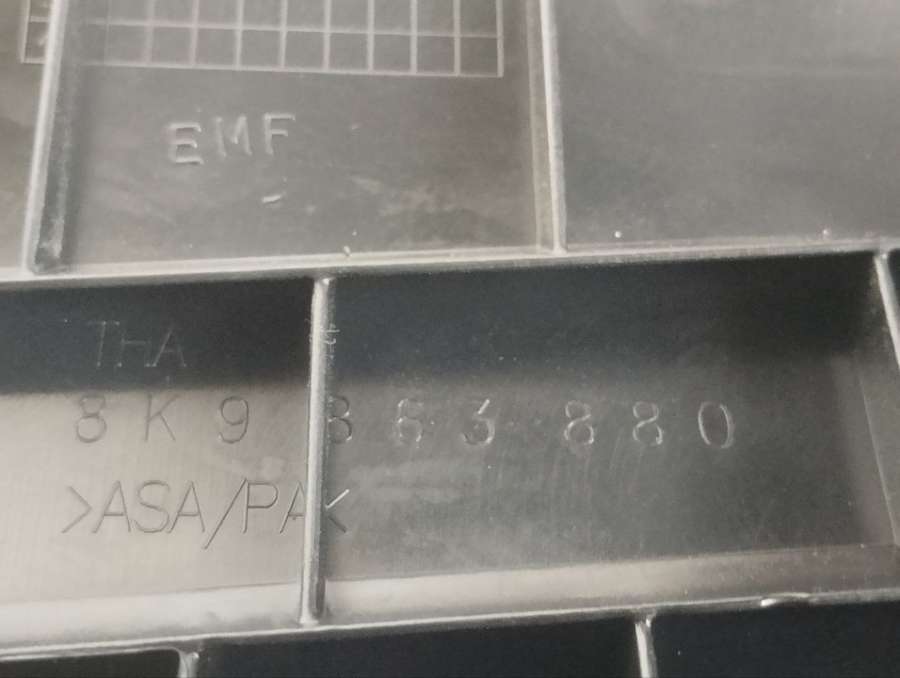 EMF
THA
8K9 863 880
>ASA/PA<